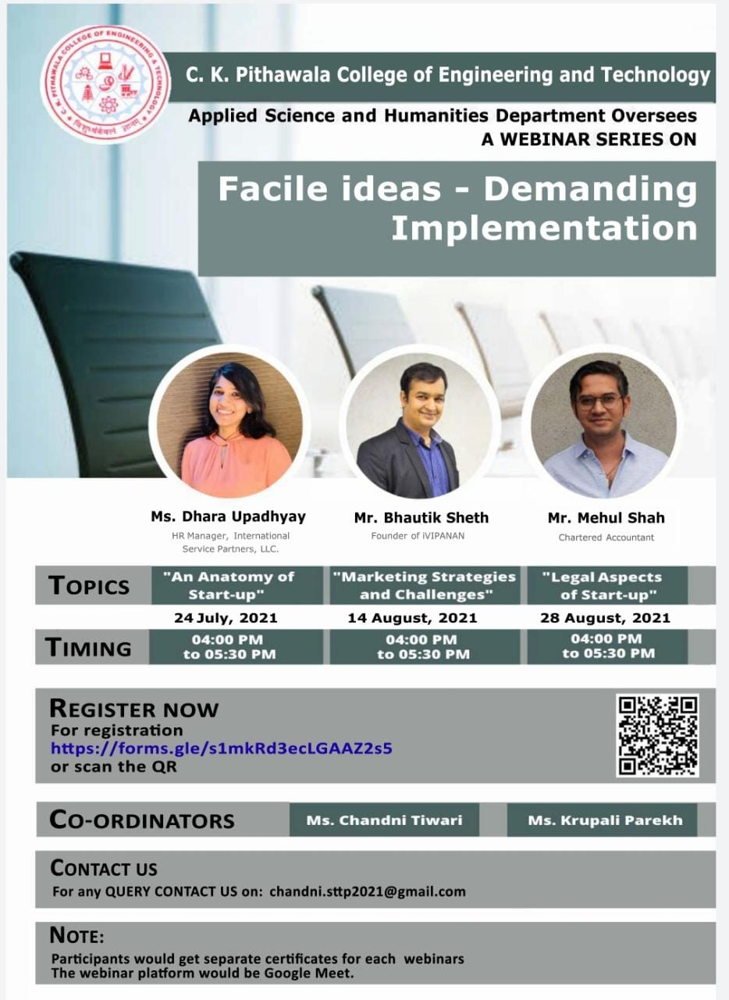 C. K. PITHAWALA COLLEGE OF ENGINEERING & TECHNOLOGY
C. K. Pithawala College of Engineering and Technology
Applied Science and Humanities Department Oversees
A WEBINAR SERIES ON
Facile ideas - Demanding
Implementation
Ms. Dhara Upadhyay
HR Manager, International
Service Partners, LLC.
Mr. Bhautik Sheth
Founder of iVIPANAN
Mr. Mehul Shah
Chartered Accountant
TOPICS
"An Anatomy of
Start-up"
"Marketing Strategies
and Challenges"
"Legal Aspects
of Start-up"
24 July, 2021
14 August, 2021
28 August, 2021
TIMING
04:00 PM
to 05:30 PM
04:00 PM
to 05:30 PM
04:00 PM
to 05:30 PM
REGISTER NOW
For registration
https://forms.gle/s1mkRd3ecLGAAZ2s5
or scan the QR
CO-ORDINATORS
Ms. Chandni Tiwari
Ms. Krupali Parekh
CONTACT US
For any QUERY CONTACT US on: chandni.sttp2021@gmail.com
NOTE:
Participants would get separate certificates for each webinars
The webinar platform would be Google Meet.